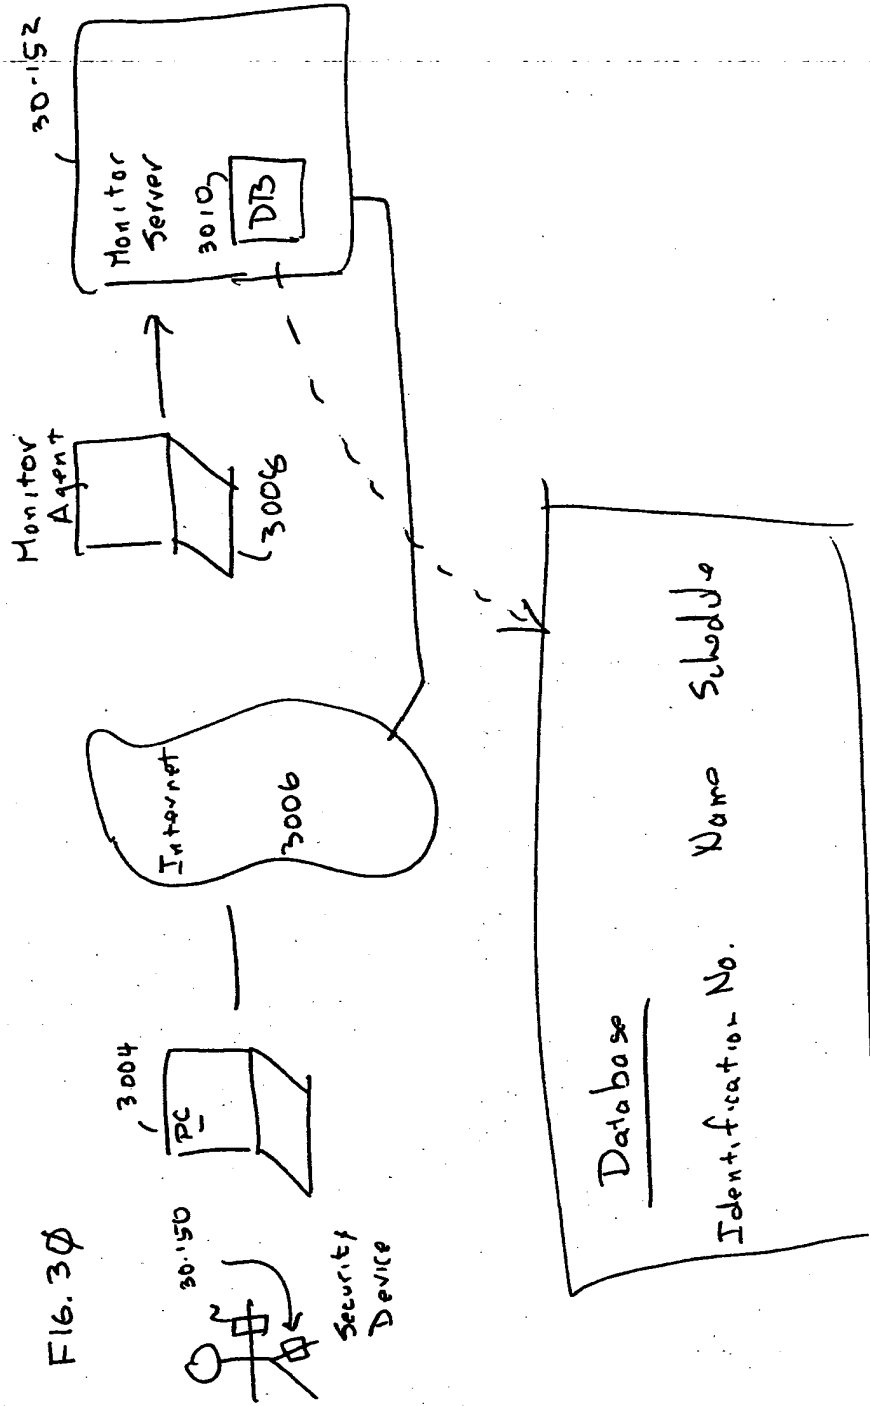 FIG. 30
30-150
Security
Device
3004
PC
Internet
3006
Monitor
Agent
3008
30-152
Monitor
Server
3010
DB
Database
Identification No. Name Schedule